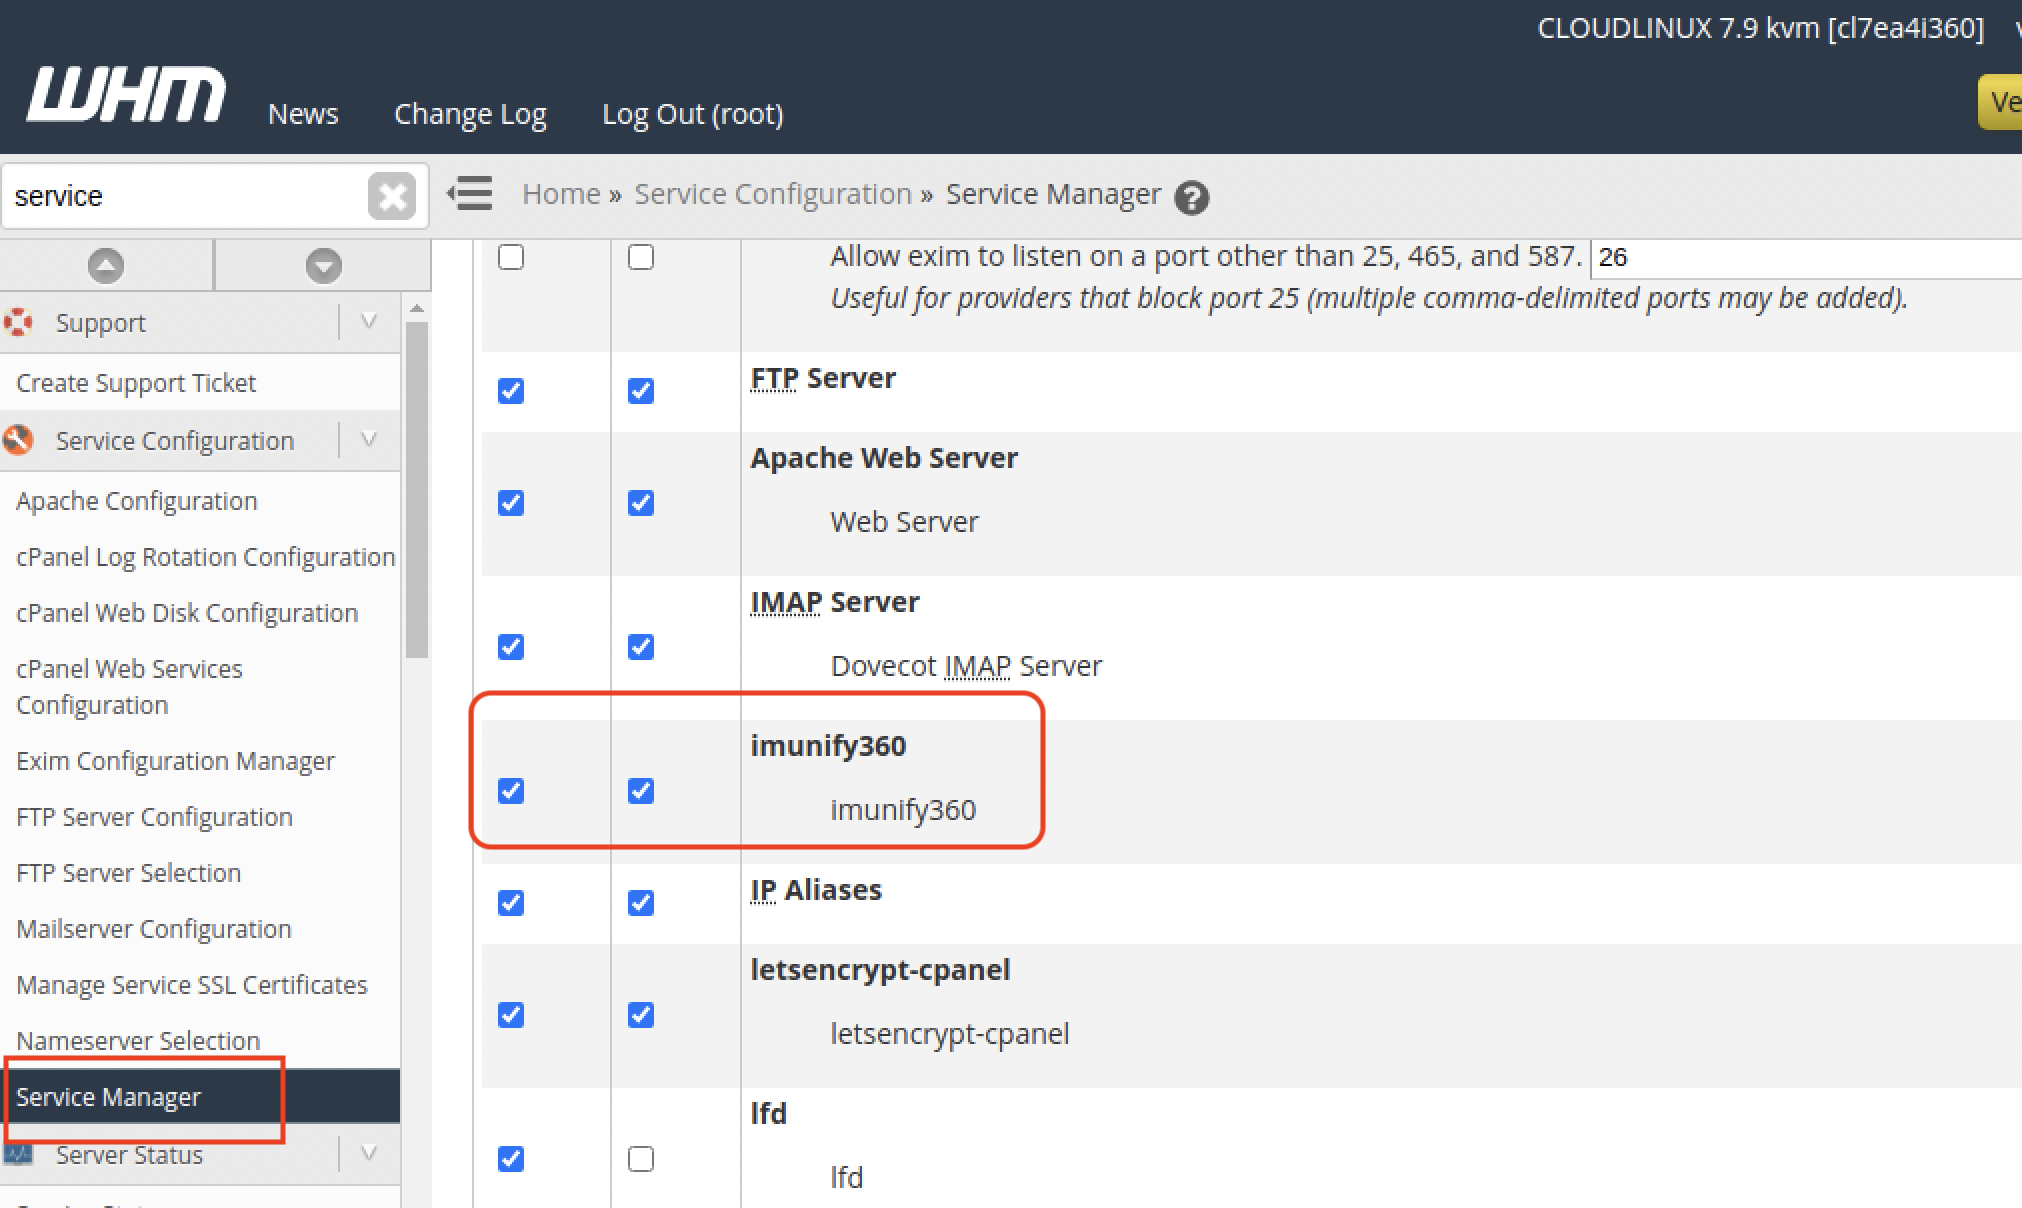 CLOUDLINUX 7.9 kvm [cl7ea4i360]
WHM
News
Change Log
Log Out (root)
service
Home » Service Configuration » Service Manager
Support
Create Support Ticket
Service Configuration
Apache Configuration
cPanel Log Rotation Configuration
cPanel Web Disk Configuration
cPanel Web Services
Configuration
Exim Configuration Manager
FTP Server Configuration
FTP Server Selection
Mailserver Configuration
Manage Service SSL Certificates
Nameserver Selection
Service Manager
Server Status
Allow exim to listen on a port other than 25, 465, and 587. 26
Useful for providers that block port 25 (multiple comma-delimited ports may be added).
FTP Server
Apache Web Server
Web Server
IMAP Server
Dovecot IMAP Server
imunify360
imunify360
IP Aliases
letsencrypt-cpanel
letsencrypt-cpanel
lfd
lfd